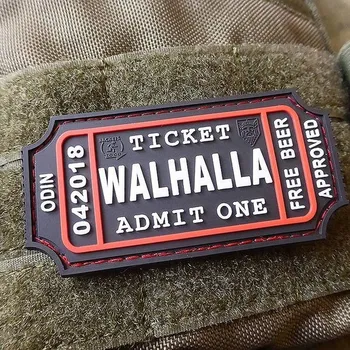 ODIN
042018
TICKET
WALHALLA
ADMIT ONE
FREE BEER
APPROVED